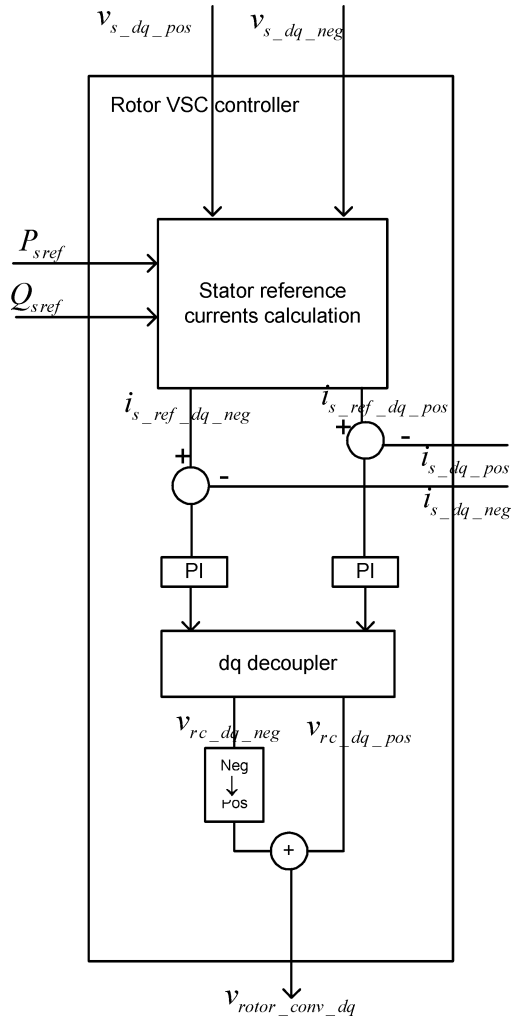 v_s_dq_pos
v_s_dq_neg
Rotor VSC controller
P_sref
Q_sref
Stator reference
currents calculation
i_s_ref_dq_neg
i_s_ref_dq_pos
+
-
i_s_dq_pos
+
-
i_s_dq_neg
PI
PI
dq decoupler
v_rc_dq_neg
v_rc_dq_pos
Neg
↓
Pos
+
v_rotor_conv_dq